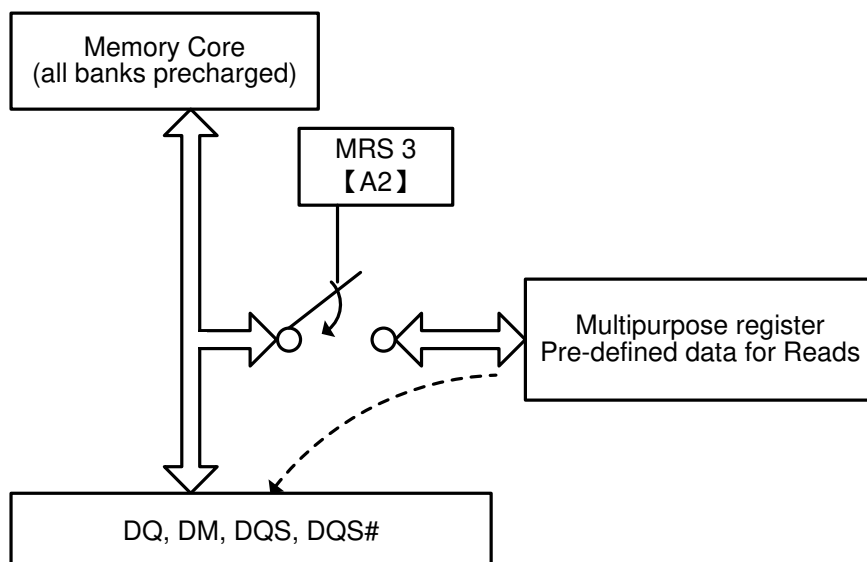 Memory Core
(all banks precharged)
MRS 3
【A2】
Multipurpose register
Pre-defined data for Reads
DQ, DM, DQS, DQS#